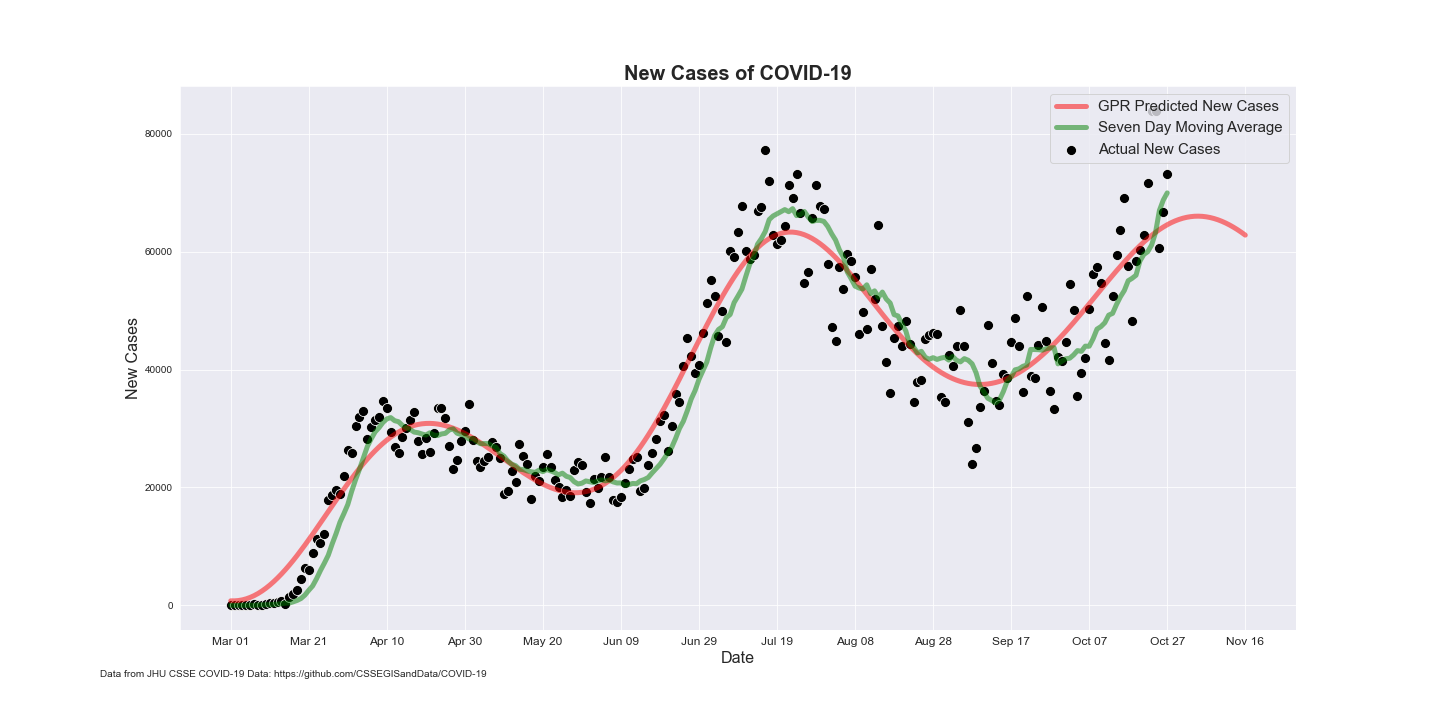 New Cases of COVID-19
GPR Predicted New Cases
Seven Day Moving Average
Actual New Cases
New Cases
80000
60000
40000
20000
0
Mar 01 Mar 21 Apr 10 Apr 30 May 20 Jun 09 Jun 29 Jul 19 Aug 08 Aug 28 Sep 17 Oct 07 Oct 27 Nov 16
Date
Data from JHU CSSE COVID-19 Data: https://github.com/CSSEGISandData/COVID-19